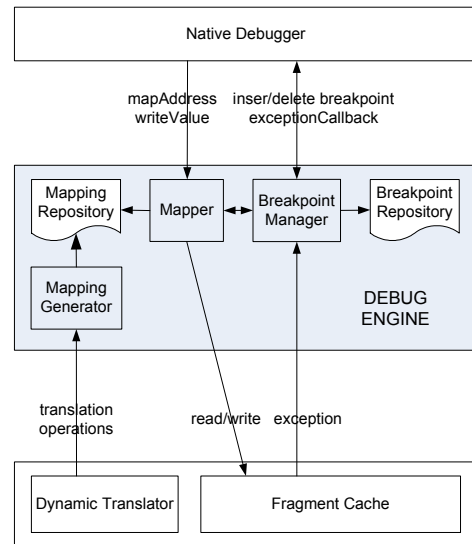 Native Debugger
mapAddress
writeValue
inser/delete breakpoint
exceptionCallback
Mapping
Repository
Mapper
Breakpoint
Manager
Breakpoint
Repository
Mapping
Generator
DEBUG
ENGINE
translation
operations
read/write
exception
Dynamic Translator
Fragment Cache